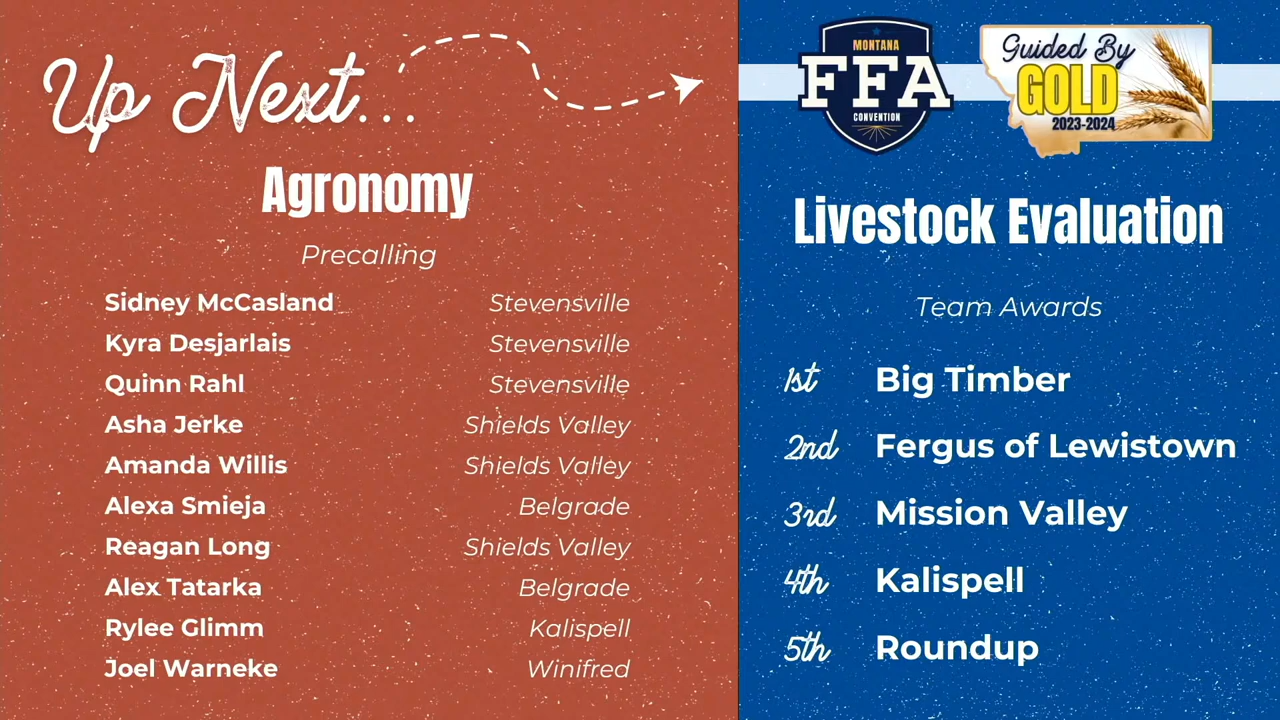 Up Next...
Agronomy
Precalling
Sidney McCasland Stevensville
Kyra Desjarlais Stevensville
Quinn Rahl Stevensville
Asha Jerke Shields Valley
Amanda Willis Shields Valley
Alexa Smieja Belgrade
Reagan Long Shields Valley
Alex Tatarka Belgrade
Rylee Glimm Kalispell
Joel Warneke Winifred
MONTANA
FFA
CONVENTION
Guided By
GOLD
2023-2024
Livestock Evaluation
Team Awards
1st Big Timber
2nd Fergus of Lewistown
3rd Mission Valley
4th Kalispell
5th Roundup